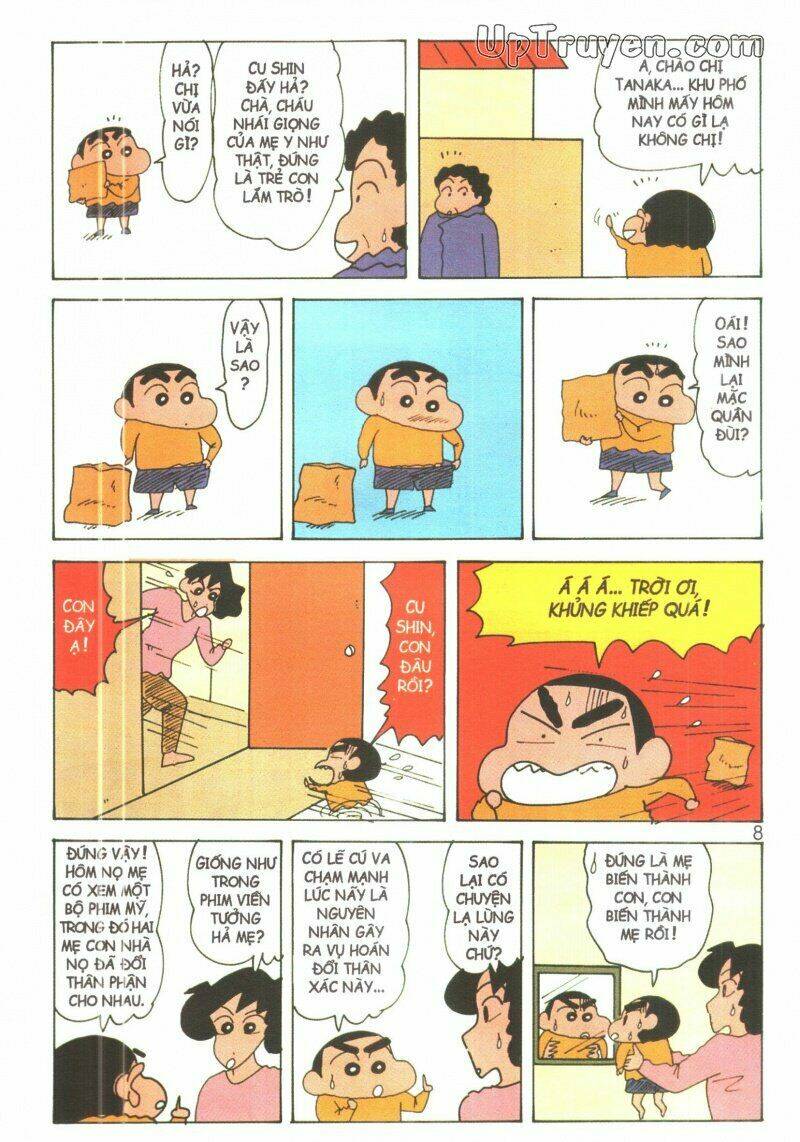 UpTruyen.com
A, CHÀO CHỊ
TANAKA... KHU PHỐ
MÌNH MẤY HÔM
NAY CÓ GÌ LẠ
KHÔNG CHỊ!
CU SHIN
ĐẤY HẢ?
CHÀ, CHÁU
NHÁI GIỌNG
CỦA MẸ Y NHƯ
THẬT, ĐÚNG
LÀ TRẺ CON
LẮM TRÒ!
HẢ?
CHỊ
VỪA
NÓI
GÌ?
OÁI!
SAO
MÌNH
LẠI
MẶC
QUẦN
ĐÙI?
VẬY
LÀ
SAO
?
Á Á Á... TRỜI ƠI,
KHỦNG KHIẾP QUÁ!
CU
SHIN,
CON
ĐÂU
RỒI?
CON
ĐÂY
Ạ!
8
ĐÚNG LÀ MẸ
BIẾN THÀNH
CON, CON
BIẾN THÀNH
MẸ RỒI!
SAO
LẠI CÓ
CHUYỆN
LẠ LÙNG
NÀY
CHỨ?
CÓ LẼ CÚ VA
CHẠM MẠNH
LÚC NÃY LÀ
NGUYÊN
NHÂN GÂY
RA VỤ HOÁN
ĐỔI THÂN
XÁC NÀY...
GIỐNG NHƯ
TRONG
PHIM VIỄN
TƯỞNG
HẢ MẸ?
ĐÚNG VẬY!
HÔM NỌ MẸ
CÓ XEM MỘT
BỘ PHIM MỸ,
TRONG ĐÓ HAI
MẸ CON NHÀ
NỌ ĐÃ ĐỔI
THÂN PHẬN
CHO NHAU.